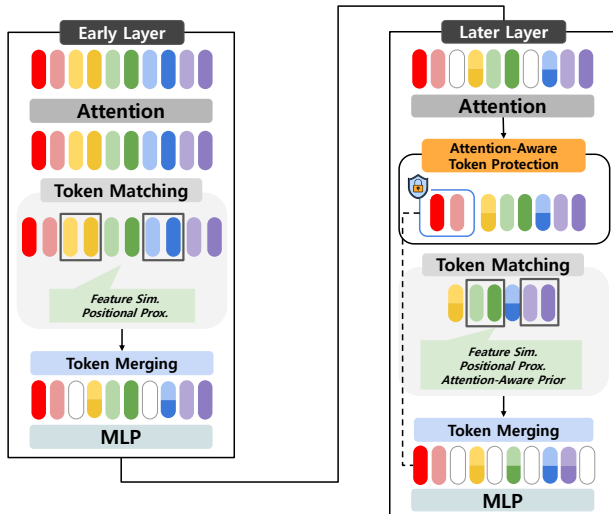 Early Layer
Attention
Token Matching
Feature Sim.
Positional Prox.
Token Merging
MLP
Later Layer
Attention
Attention-Aware
Token Protection
Token Matching
Feature Sim.
Positional Prox.
Attention-Aware Prior
Token Merging
MLP